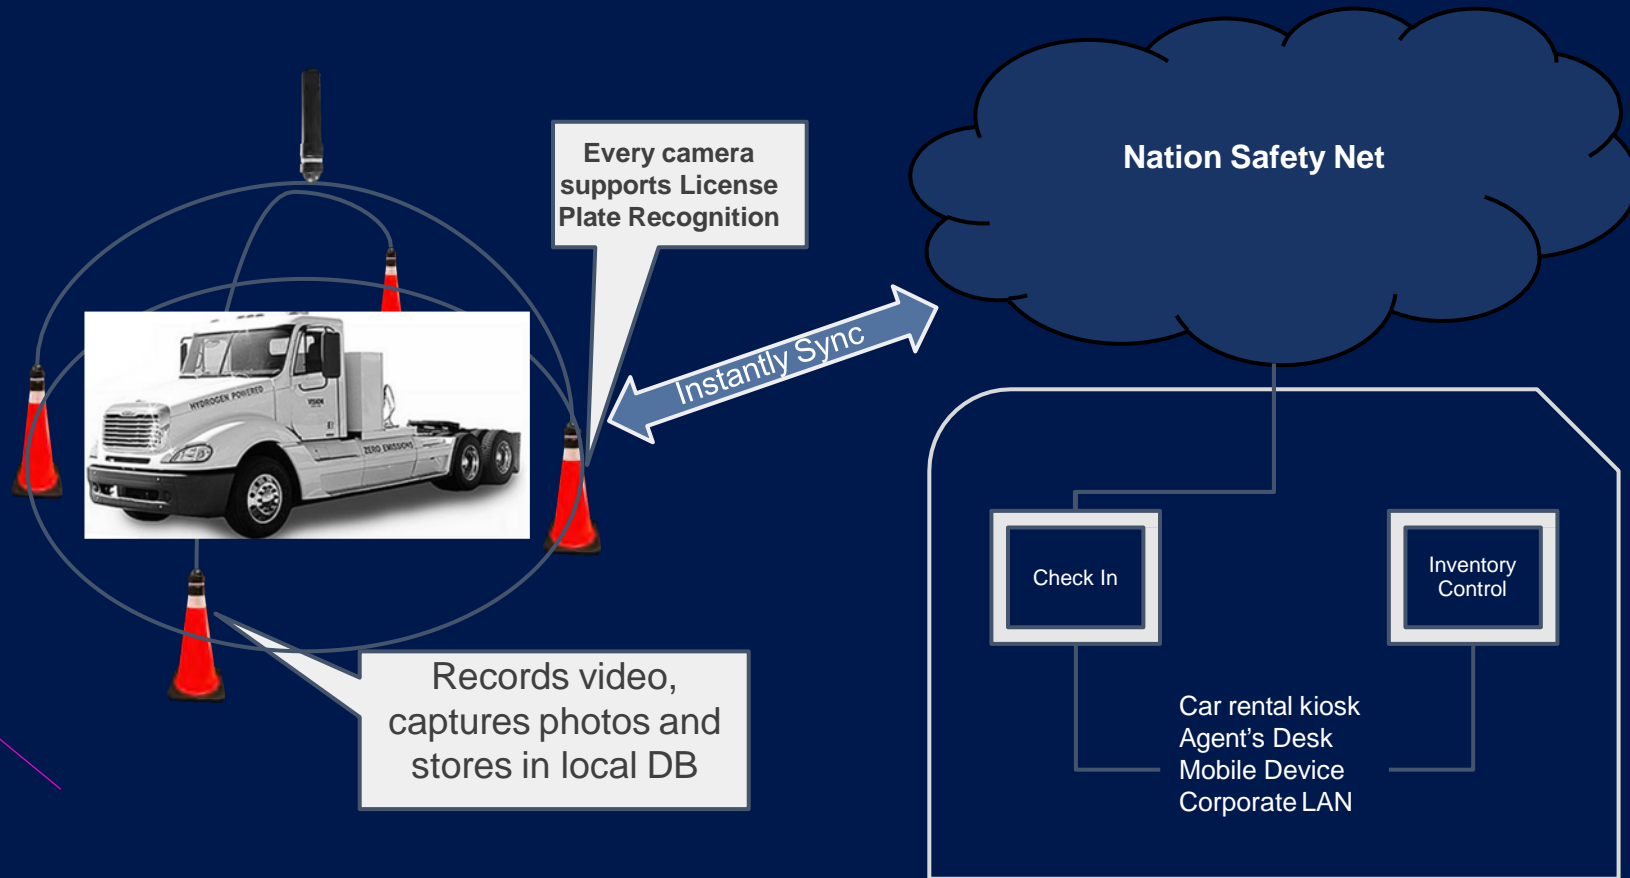 Every camera
supports License
Plate Recognition
Nation Safety Net
Instantly Sync
HYDROGEN POWERED
VISION
ZERO EMISSIONS
Check In
Inventory
Control
Records video,
captures photos and
stores in local DB
Car rental kiosk
Agent’s Desk
Mobile Device
Corporate LAN